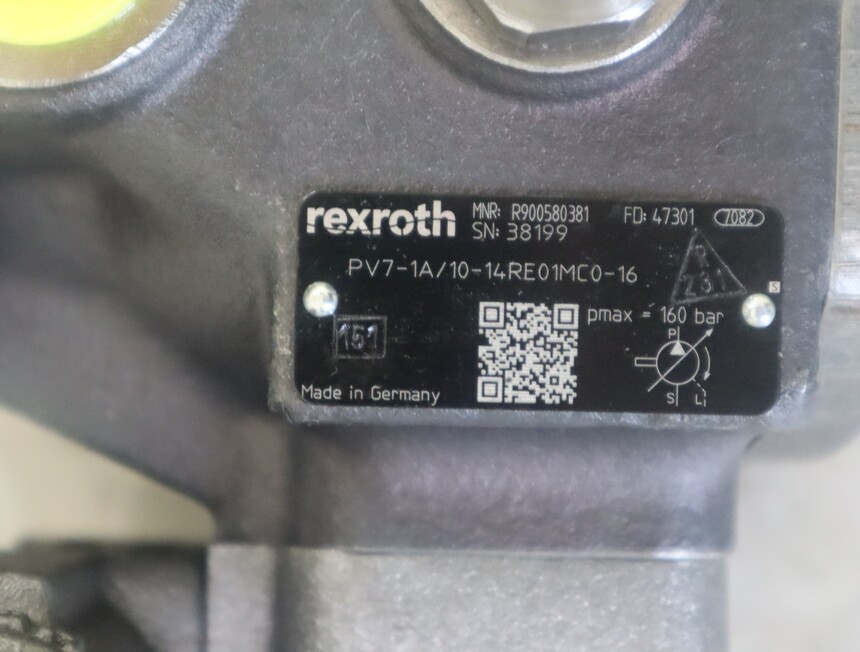 rexroth MNR: R900580381 FD: 47301 7082
SN: 38199
PV7-1A/10-14RE01MC0-16
R
231
S
pmax = 160 bar
151
P
S L
Made in Germany